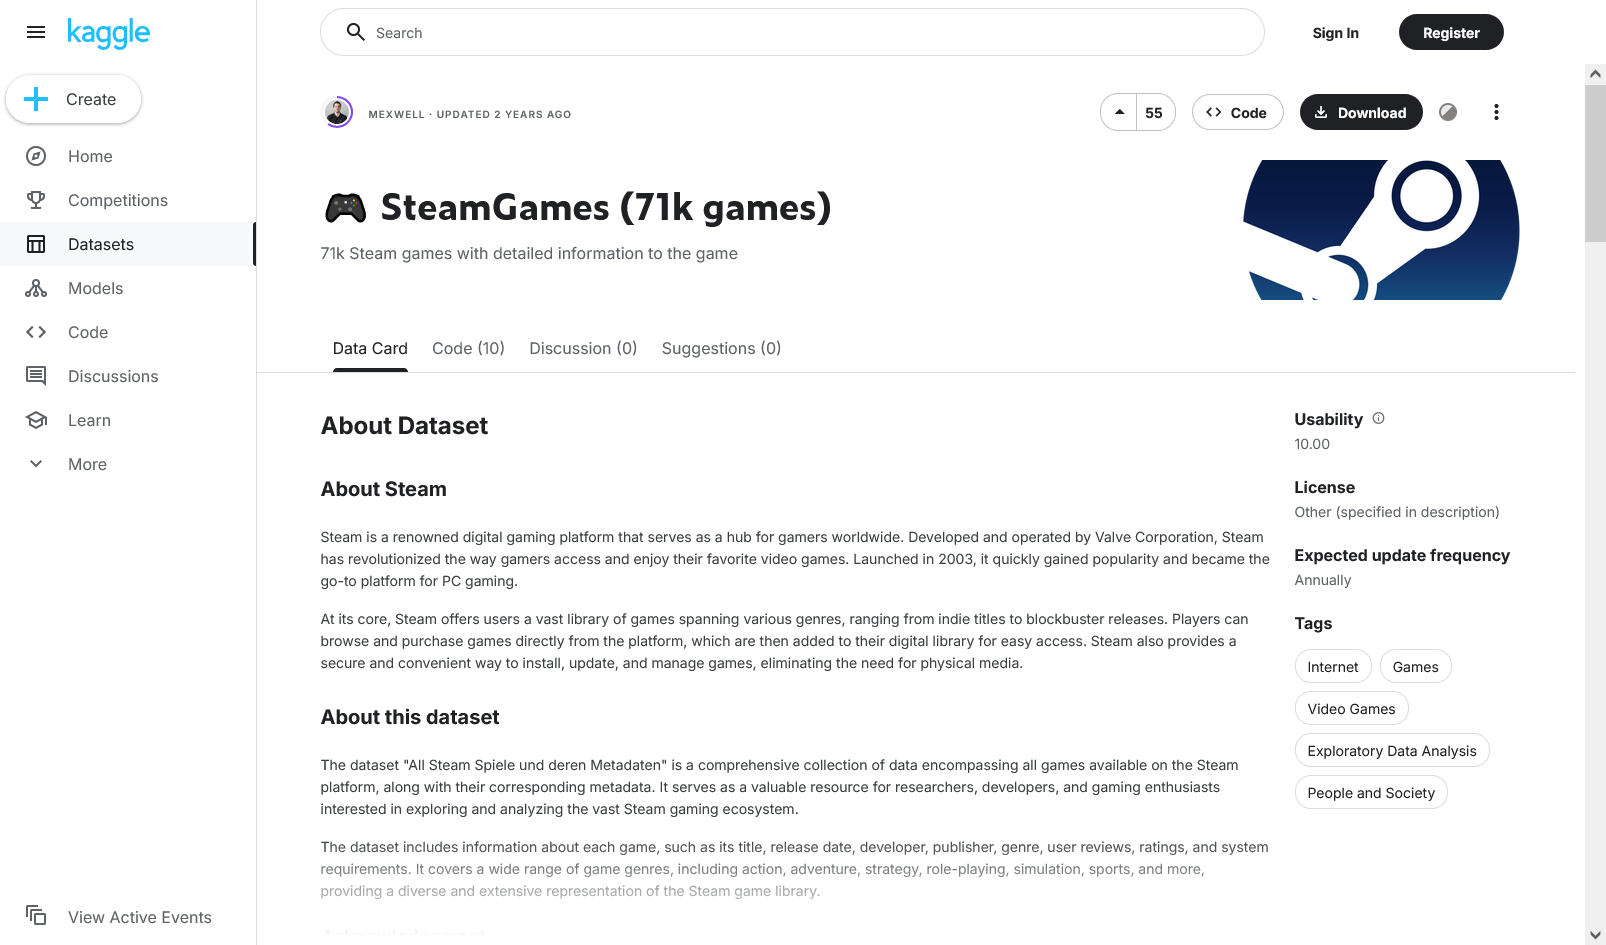 kaggle
Search
Sign In
Register
Create
Home
Competitions
Datasets
Models
Code
Discussions
Learn
More
View Active Events
MEXWELL · UPDATED 2 YEARS AGO
55
Code
Download
🎮 SteamGames (71k games)
71k Steam games with detailed information to the game
Data Card
Code (10)
Discussion (0)
Suggestions (0)
About Dataset
About Steam
Steam is a renowned digital gaming platform that serves as a hub for gamers worldwide. Developed and operated by Valve Corporation, Steam
has revolutionized the way gamers access and enjoy their favorite video games. Launched in 2003, it quickly gained popularity and became the
go-to platform for PC gaming.
At its core, Steam offers users a vast library of games spanning various genres, ranging from indie titles to blockbuster releases. Players can
browse and purchase games directly from the platform, which are then added to their digital library for easy access. Steam also provides a
secure and convenient way to install, update, and manage games, eliminating the need for physical media.
About this dataset
The dataset "All Steam Spiele und deren Metadaten" is a comprehensive collection of data encompassing all games available on the Steam
platform, along with their corresponding metadata. It serves as a valuable resource for researchers, developers, and gaming enthusiasts
interested in exploring and analyzing the vast Steam gaming ecosystem.
The dataset includes information about each game, such as its title, release date, developer, publisher, genre, user reviews, ratings, and system
requirements. It covers a wide range of game genres, including action, adventure, strategy, role-playing, simulation, sports, and more,
providing a diverse and extensive representation of the Steam game library.
Usability
10.00
License
Other (specified in description)
Expected update frequency
Annually
Tags
Internet
Games
Video Games
Exploratory Data Analysis
People and Society